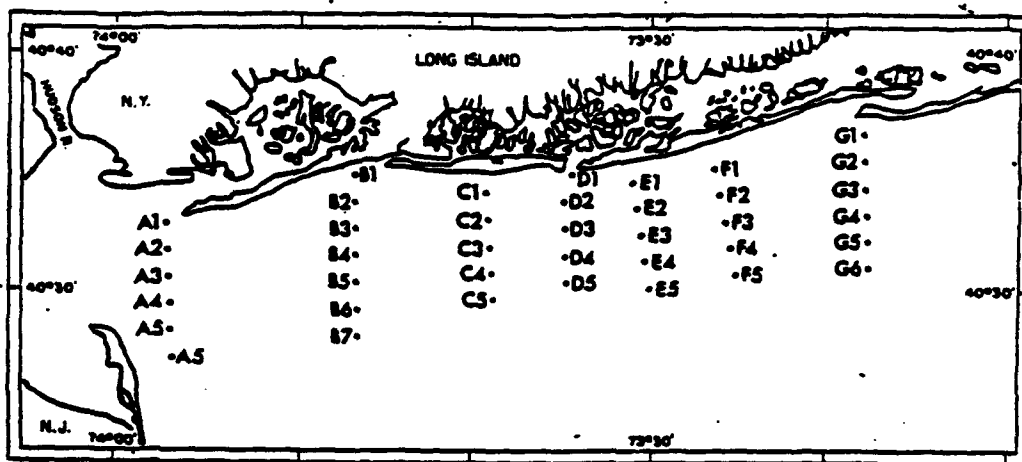 74°00'
73°30'
40°40'
40°40'
LONG ISLAND
HUDSON R.
N.Y.
G1
G2
G3
G4
G5
G6
F1
F2
F3
F4
F5
E1
E2
E3
E4
E5
D1
D2
D3
D4
D5
C1
C2
C3
C4
C5
B1
B2
B3
B4
B5
B6
B7
A1
A2
A3
A4
A5
A5
40°30'
40°30'
N.J.
74°00'
73°30'